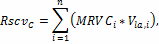 Rscv_C = \sum_{i=1}^{n} (MRV C_i * V_{ia,i}),